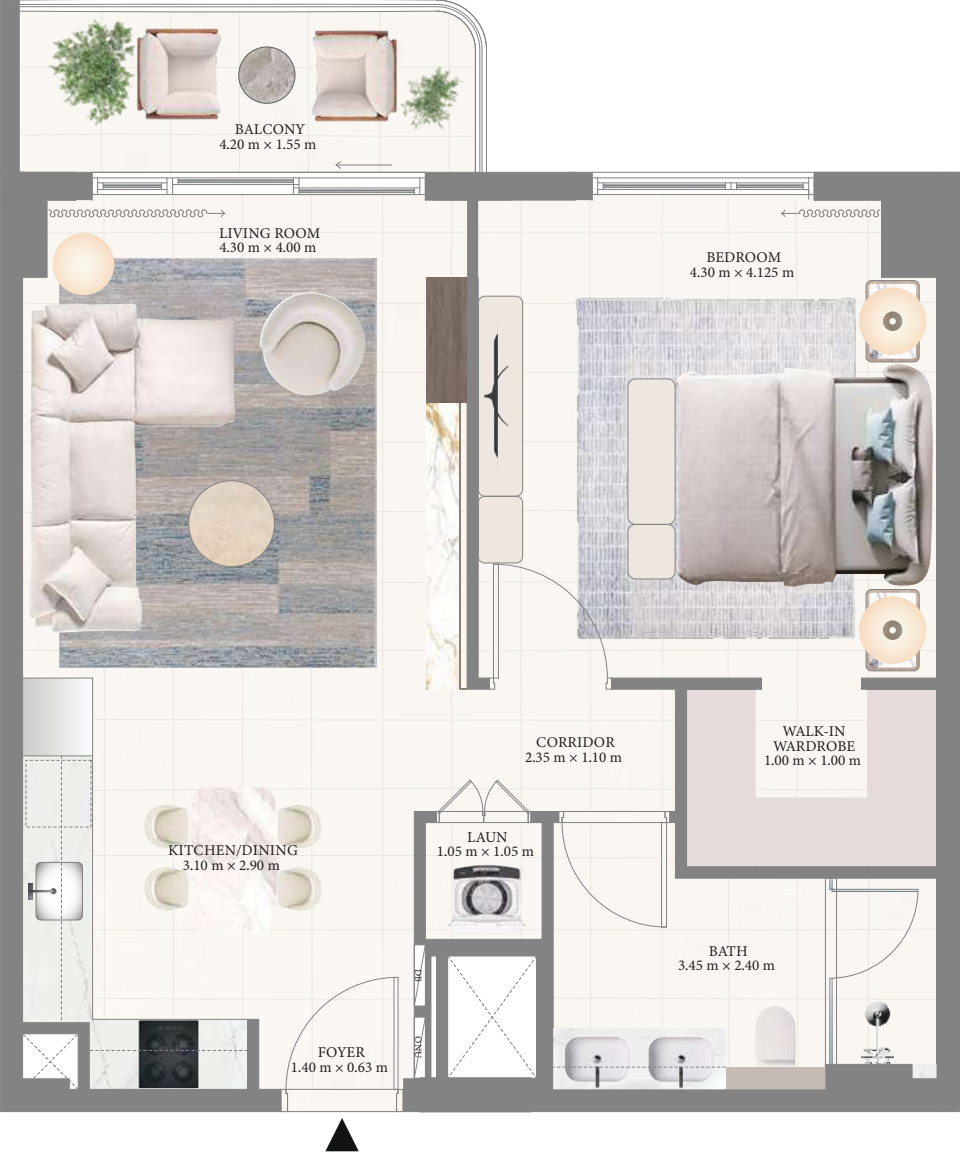 BALCONY
4.20 m × 1.55 m
LIVING ROOM
4.30 m × 4.00 m
BEDROOM
4.30 m × 4.125 m
WALK-IN
WARDROBE
1.00 m × 1.00 m
CORRIDOR
2.35 m × 1.10 m
LAUN
1.05 m × 1.05 m
KITCHEN/DINING
3.10 m × 2.90 m
BATH
3.45 m × 2.40 m
DB
ONU
FOYER
1.40 m × 0.63 m